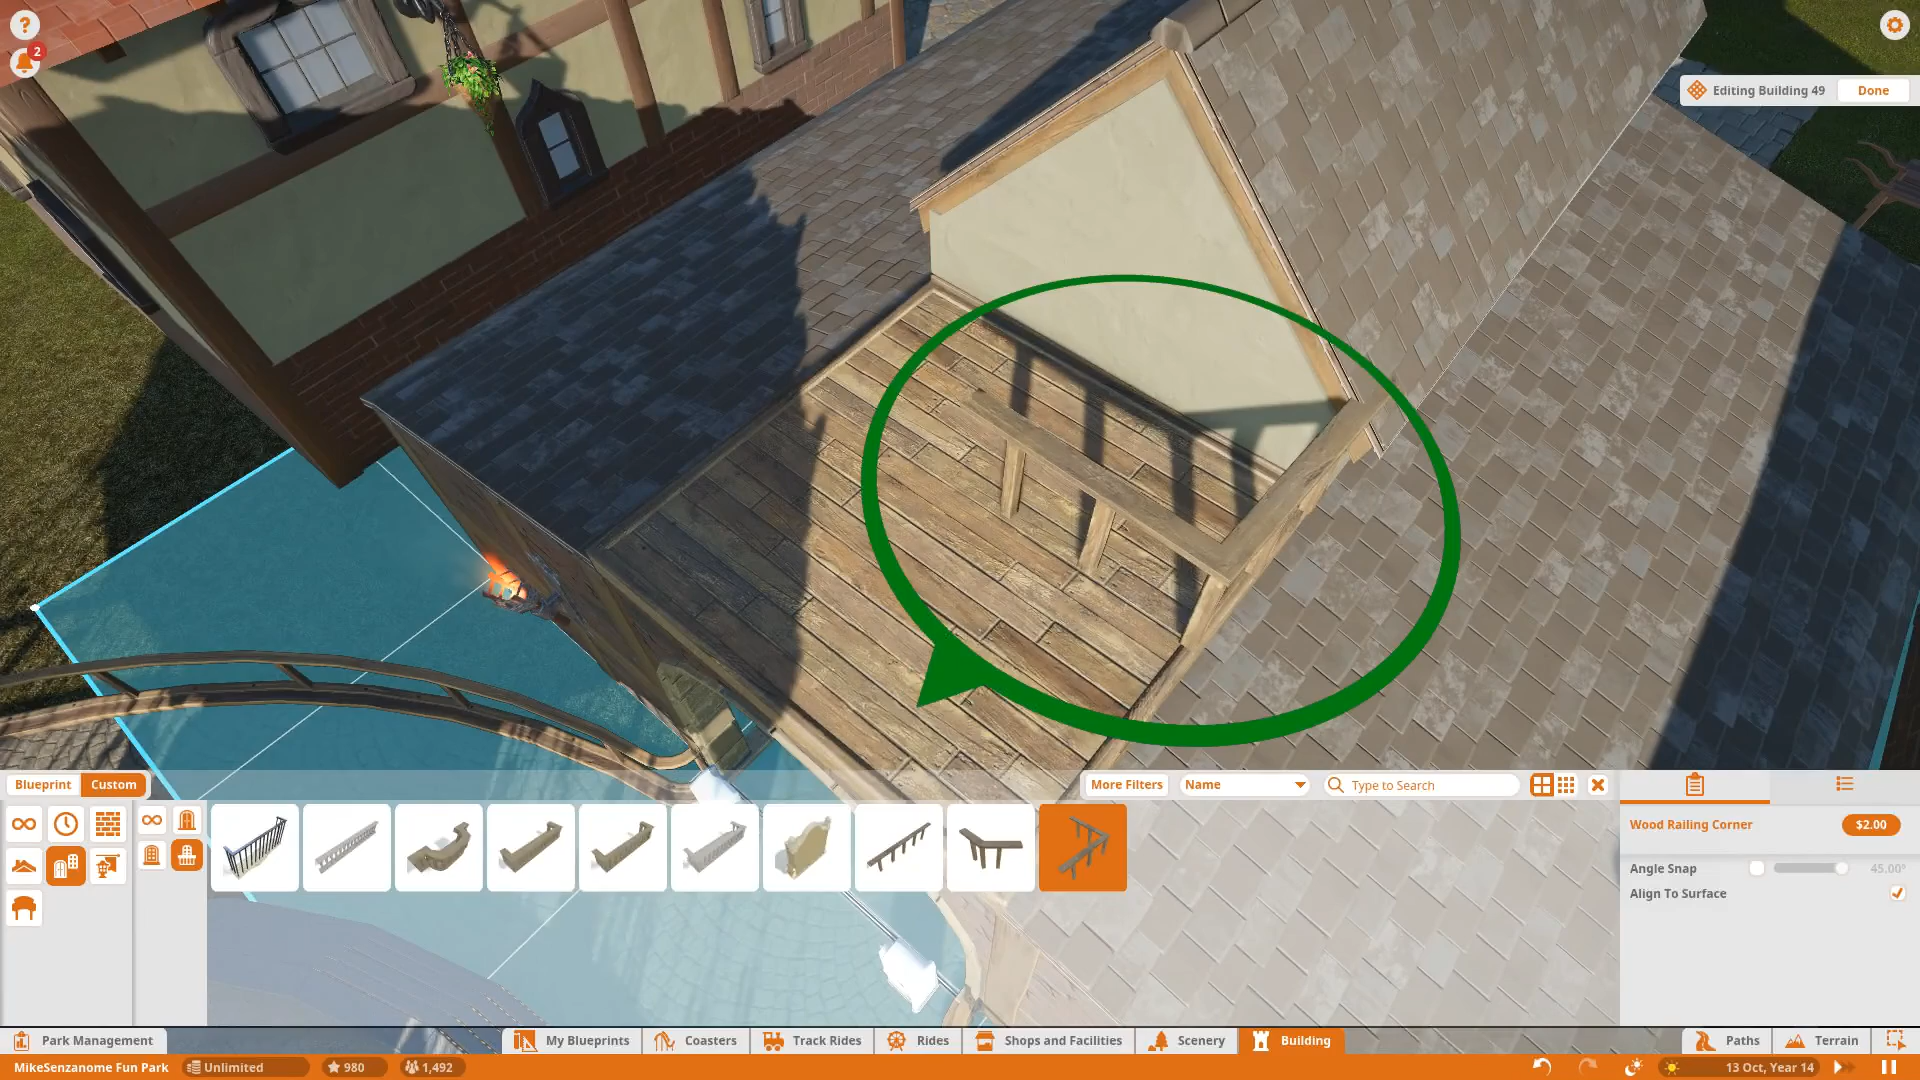 ?
2
Editing Building 49
Done
Blueprint
Custom
More Filters
Name
Type to Search
Wood Railing Corner
$2.00
Angle Snap
45.00°
Align To Surface
Park Management
My Blueprints
Coasters
Track Rides
Rides
Shops and Facilities
Scenery
Building
Paths
Terrain
MikeSenzanome Fun Park
Unlimited
980
1,492
13 Oct, Year 14